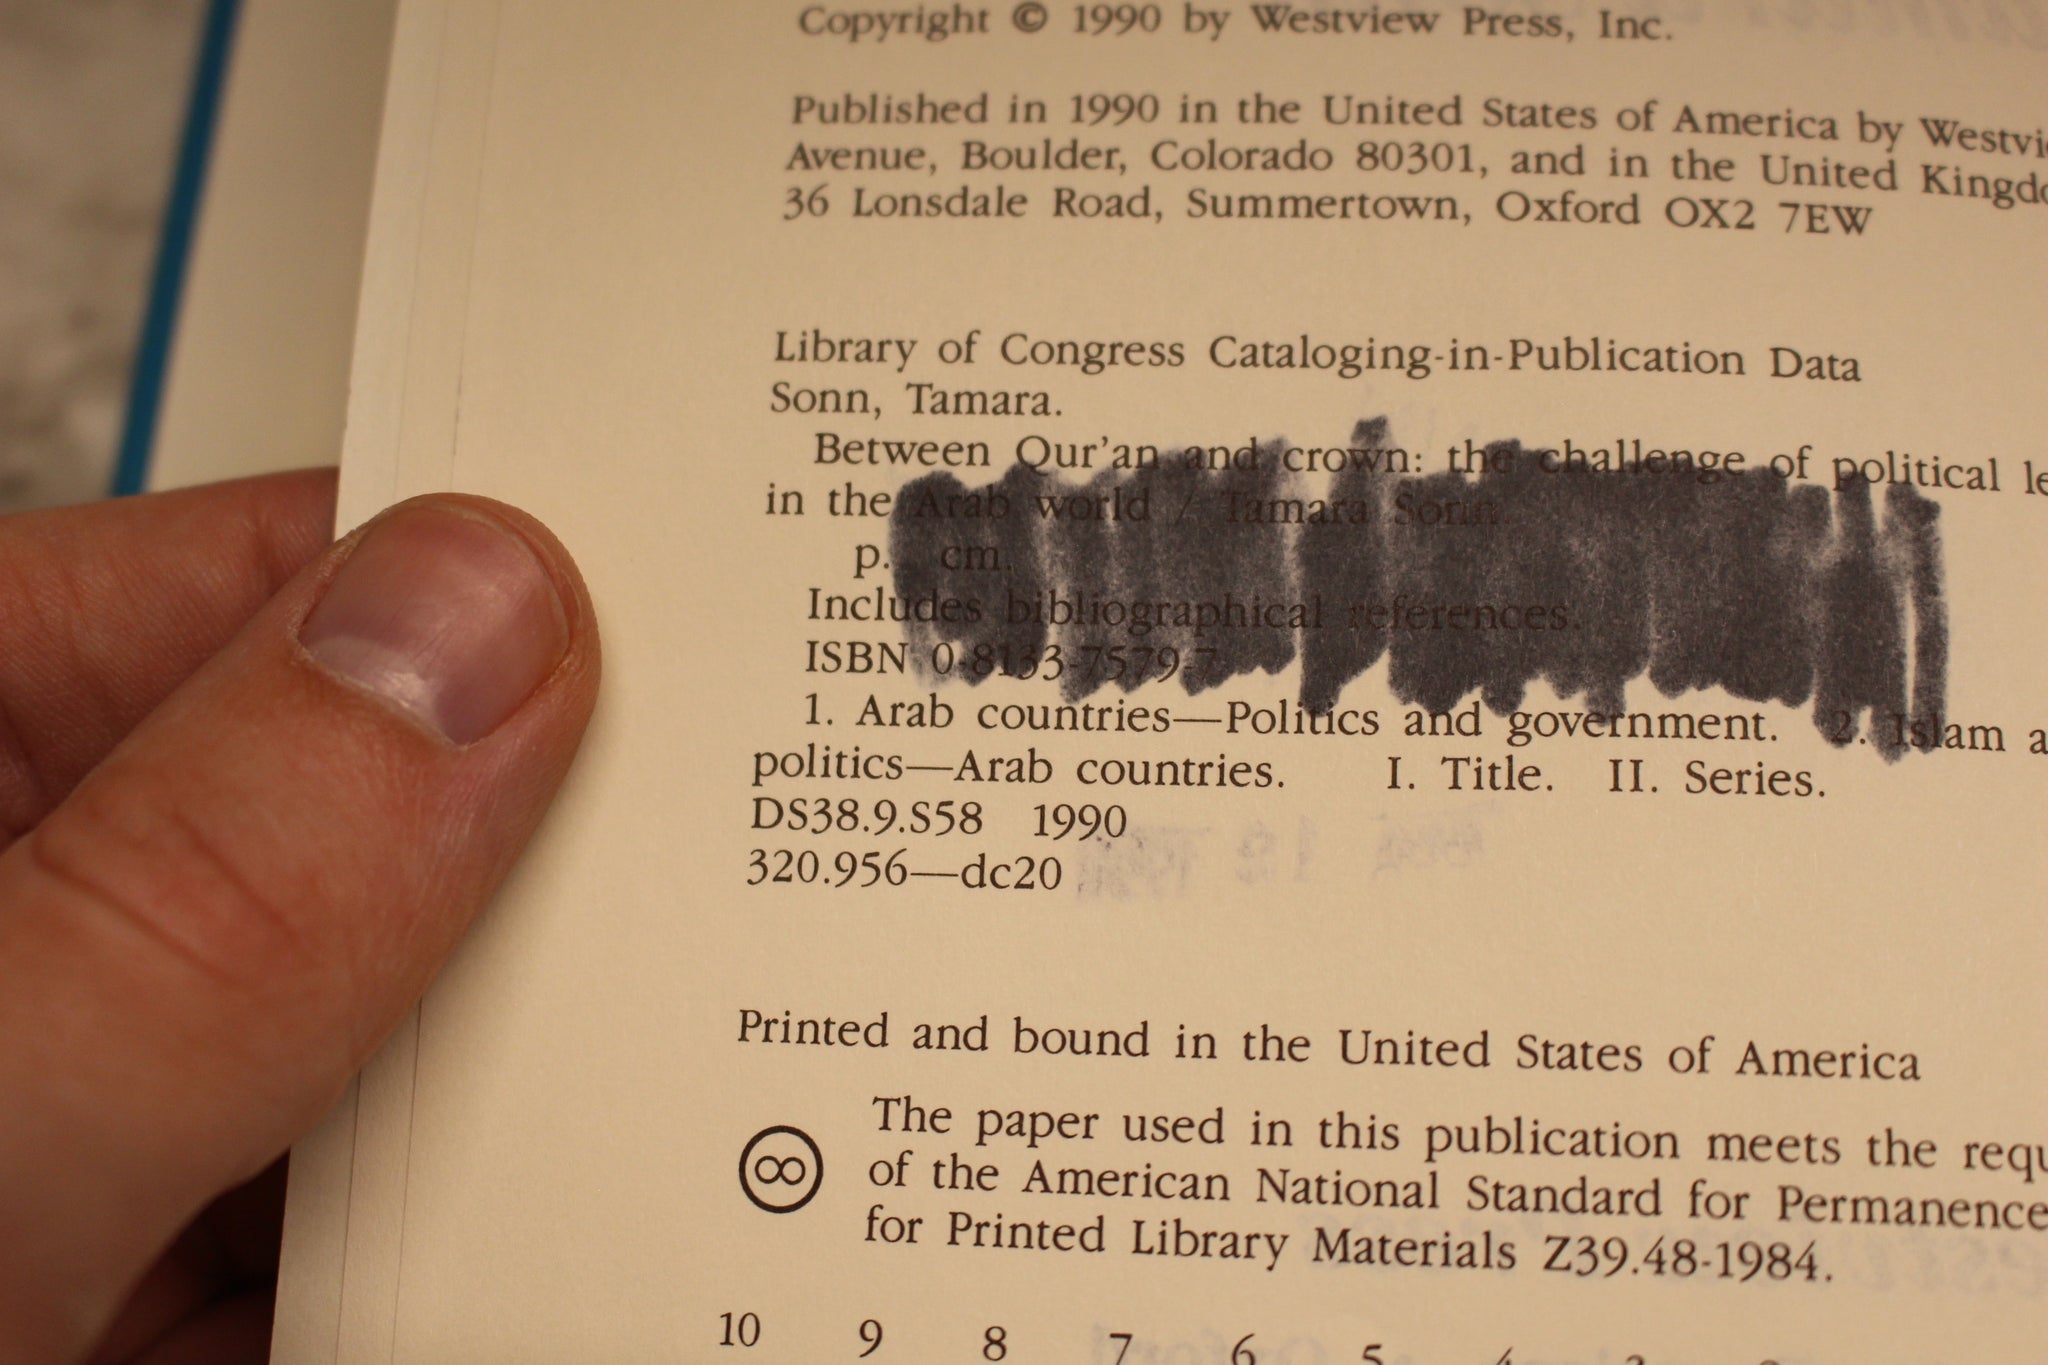 Copyright © 1990 by Westview Press, Inc.
Published in 1990 in the United States of America by
Avenue, Boulder, Colorado 80301, and in the United
36 Lonsdale Road, Summertown, Oxford OX2 7EW
Library of Congress Cataloging-in-Publication Data
Sonn, Tamara.
Between Qur'an and crown: the challenge of political
in the Arab world / Tamara Sonn.
p. cm.
Includes bibliographical references.
ISBN 0-8133-7579-7
1. Arab countries—Politics and government. 2. Islam
politics—Arab countries. I. Title. II. Series.
DS38.9.S58 1990
320.956—dc20
Printed and bound in the United States of America
∞ The paper used in this publication meets the
of the American National Standard for Permanence
for Printed Library Materials Z39.48-1984.
10 9 8 7 6 5 4